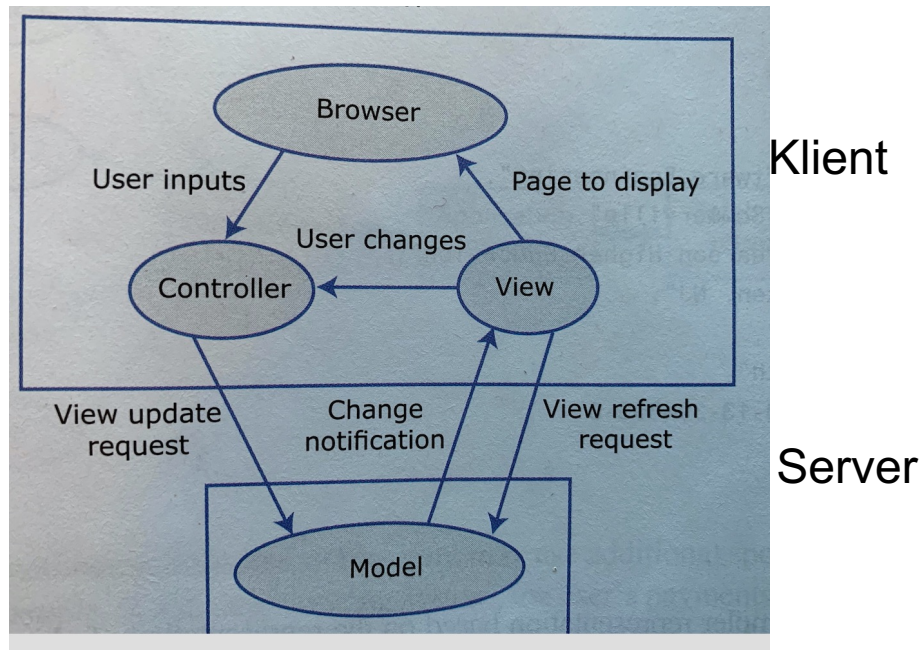 Browser
Klient
User inputs
Page to display
User changes
Controller
View
View update
request
Change
notification
View refresh
request
Server
Model